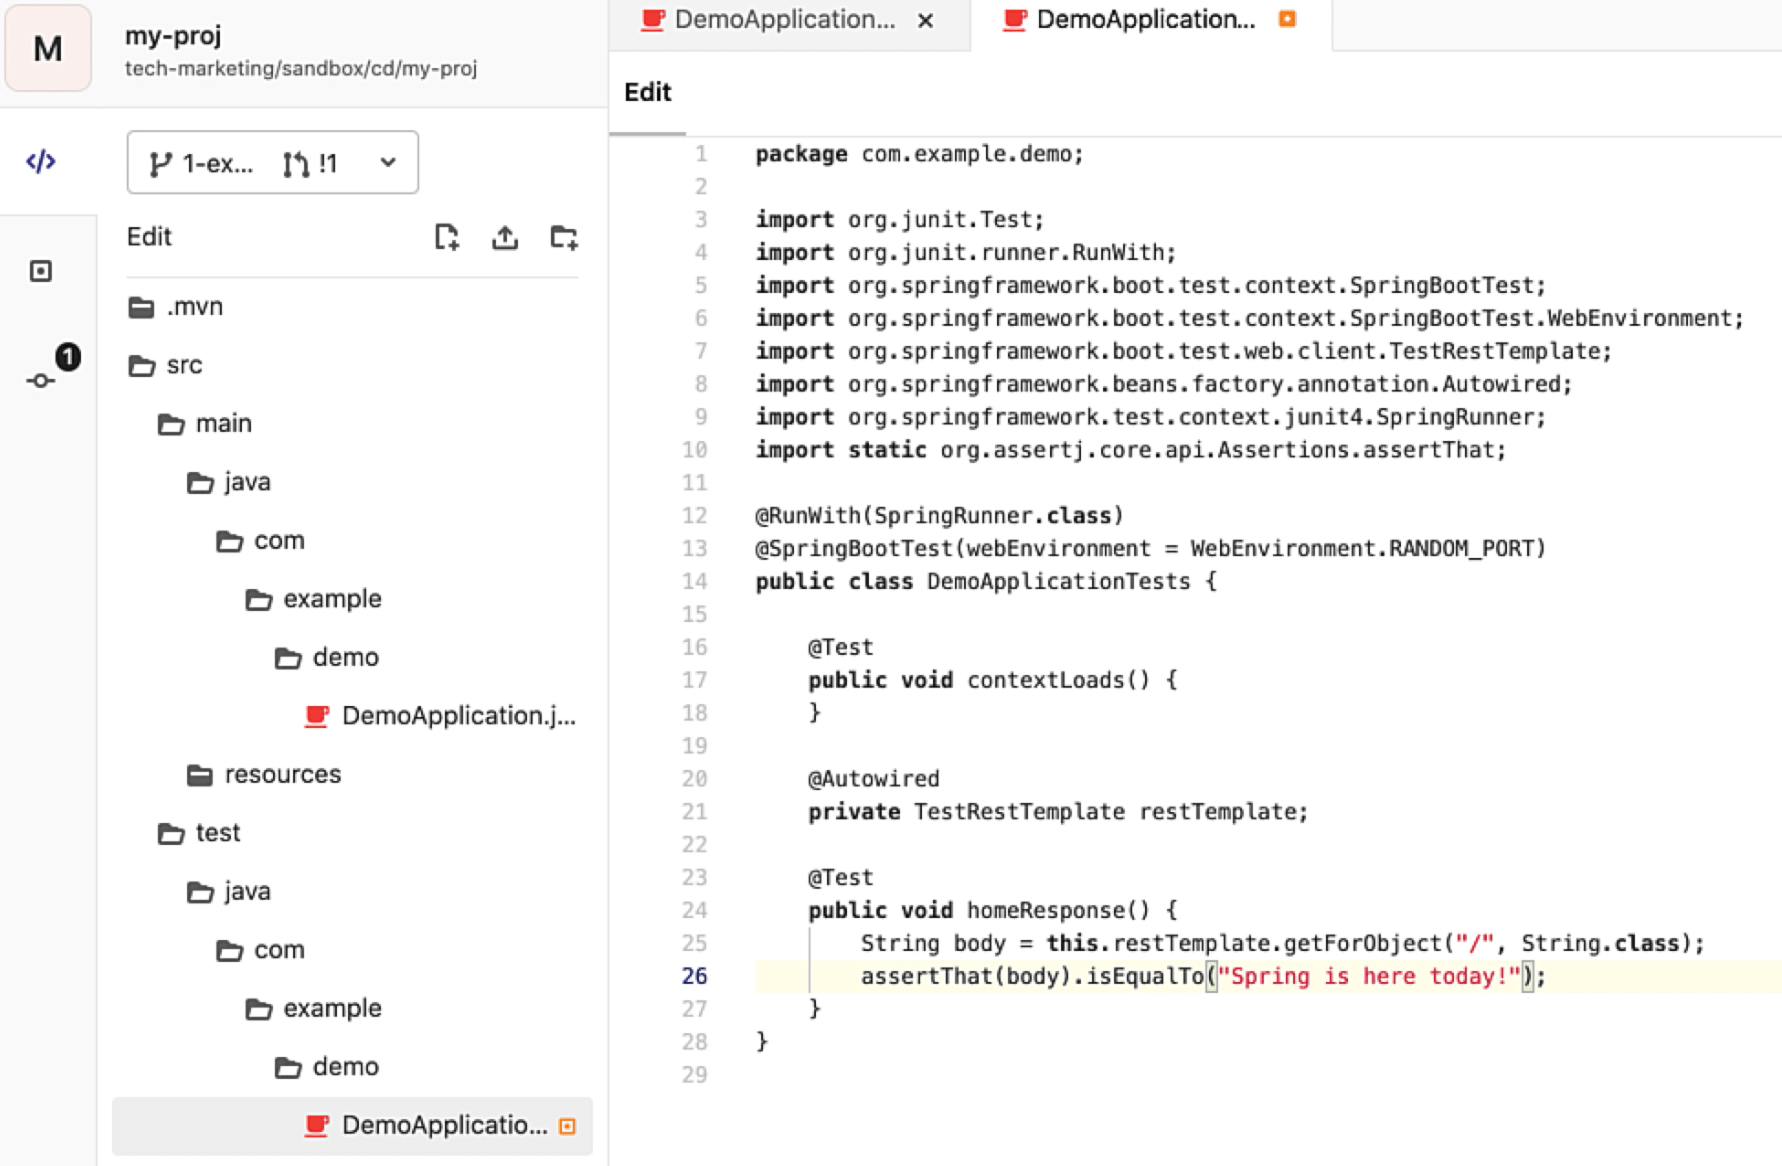 M
my-proj
tech-marketing/sandbox/cd/my-proj
DemoApplication...
DemoApplication...
Edit
1-ex... !1
Edit
1
.mvn
src
main
java
com
example
demo
DemoApplication.j...
resources
test
java
com
example
demo
DemoApplicatio...
1 package com.example.demo;
2
3 import org.junit.Test;
4 import org.junit.runner.RunWith;
5 import org.springframework.boot.test.context.SpringBootTest;
6 import org.springframework.boot.test.context.SpringBootTest.WebEnvironment;
7 import org.springframework.boot.test.web.client.TestRestTemplate;
8 import org.springframework.beans.factory.annotation.Autowired;
9 import org.springframework.test.context.junit4.SpringRunner;
10 import static org.assertj.core.api.Assertions.assertThat;
11
12 @RunWith(SpringRunner.class)
13 @SpringBootTest(webEnvironment = WebEnvironment.RANDOM_PORT)
14 public class DemoApplicationTests {
15
16 @Test
17 public void contextLoads() {
18 }
19
20 @Autowired
21 private TestRestTemplate restTemplate;
22
23 @Test
24 public void homeResponse() {
25 String body = this.restTemplate.getForObject("/", String.class);
26 assertThat(body).isEqualTo("Spring is here today!");
27 }
28 }
29